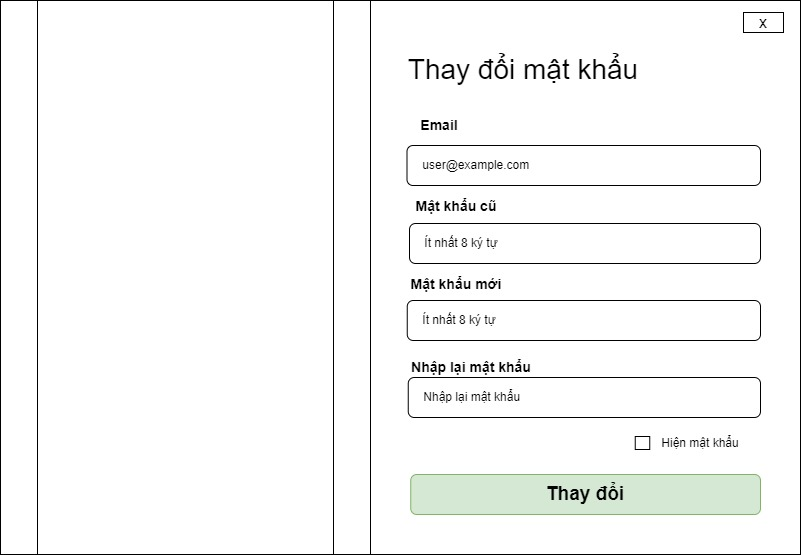 X
Thay đổi mật khẩu
Email
user@example.com
Mật khẩu cũ
Ít nhất 8 ký tự
Mật khẩu mới
Ít nhất 8 ký tự
Nhập lại mật khẩu
Nhập lại mật khẩu
Hiện mật khẩu
Thay đổi